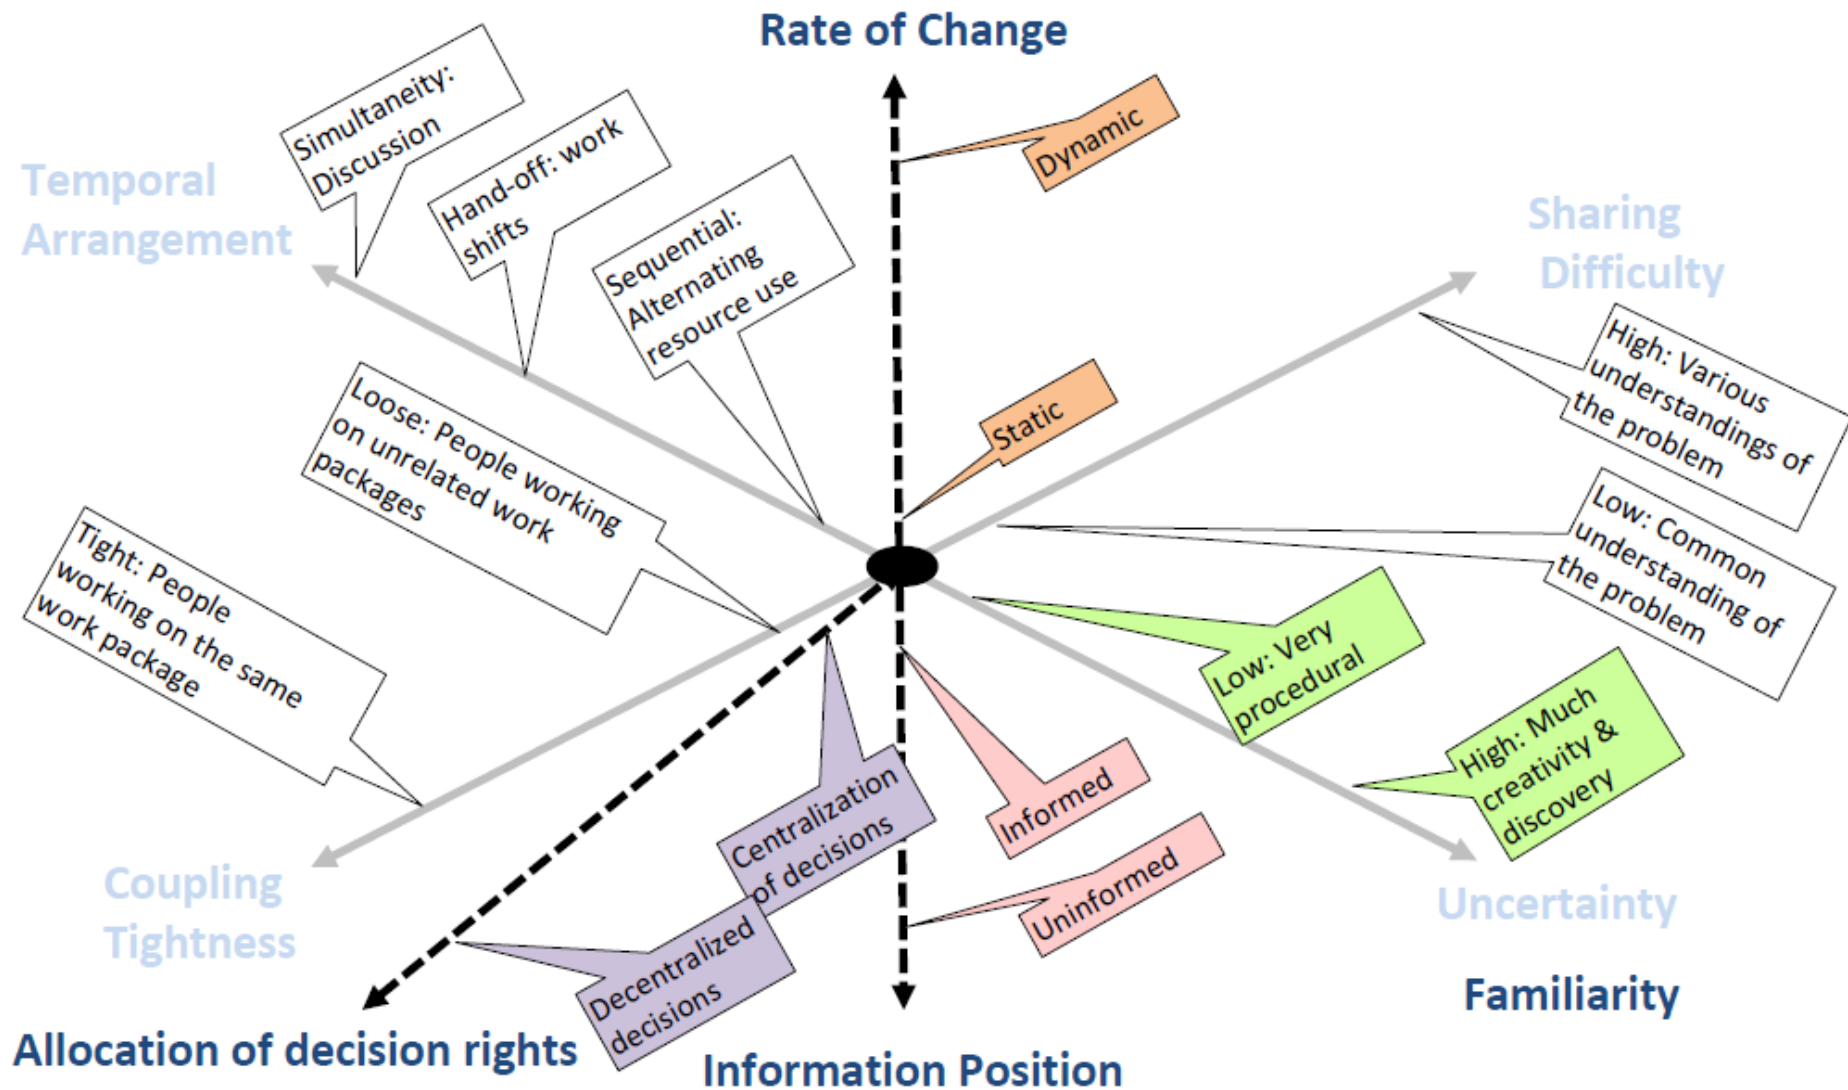 Rate of Change
Simultaneity:
Discussion
Hand-off: work
shifts
Sequential:
Alternating
resource use
Dynamic
Temporal
Arrangement
Sharing
Difficulty
High: Various
understandings of
the problem
Static
Loose: People working
on unrelated work
packages
Low: Common
understanding of
the problem
Tight: People
working on the same
work package
Low: Very
procedural
High: Much
creativity &
discovery
Centralization
of decisions
Informed
Uninformed
Decentralized
decisions
Coupling
Tightness
Uncertainty
Familiarity
Allocation of decision rights
Information Position